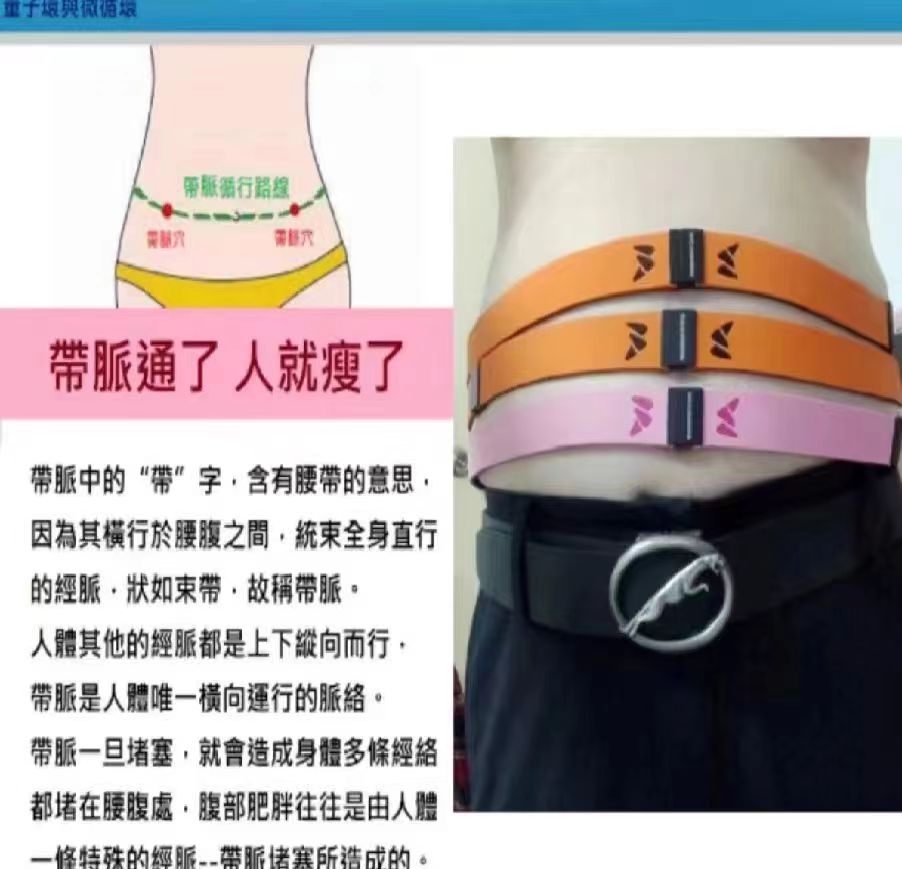 量子環與微循環
帶脈循行路線
帶脈穴
帶脈穴
帶脈通了 人就瘦了
帶脈中的“帶”字，含有腰帶的意思，
因為其橫行於腰腹之間，統束全身直行
的經脈，狀如束帶，故稱帶脈。
人體其他的經脈都是上下縱向而行，
帶脈是人體唯一橫向運行的脈絡。
帶脈一旦堵塞，就會造成身體多條經絡
都堵在腰腹處，腹部肥胖往往是由人體
一條特殊的經脈--帶脈堵塞所造成的。